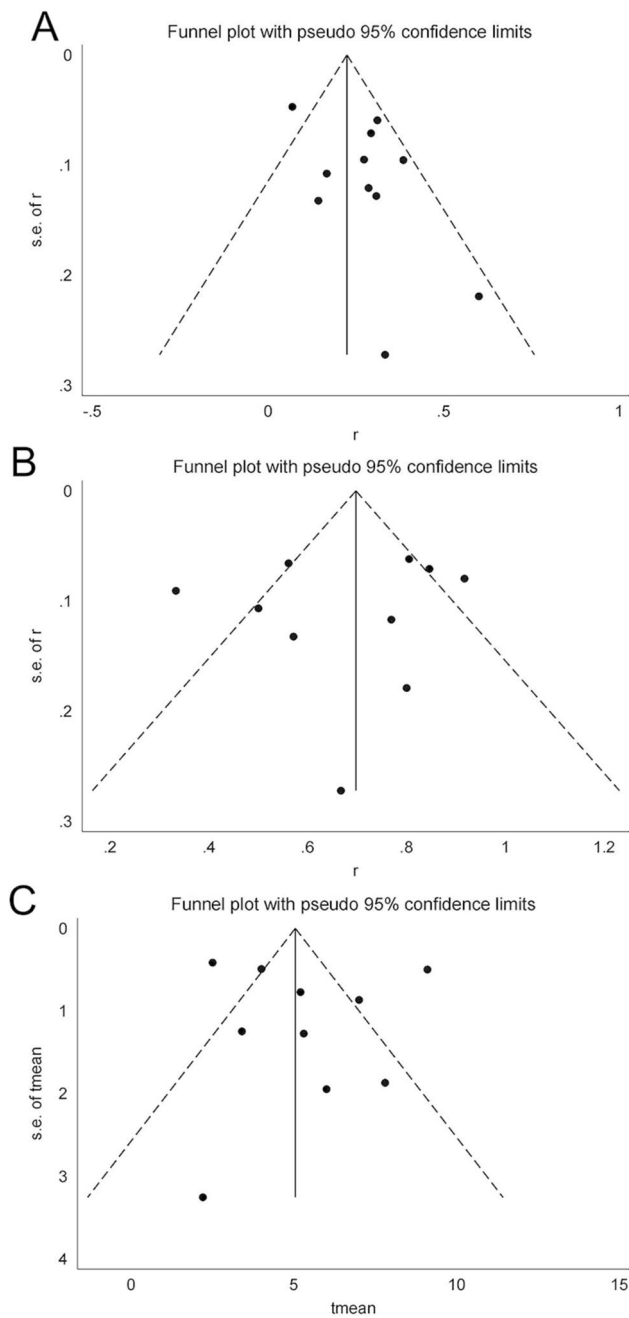 A
Funnel plot with pseudo 95% confidence limits
0
.1
.2
.3
s.e. of r
-.5 0 .5 1
r
B
Funnel plot with pseudo 95% confidence limits
0
.1
.2
.3
s.e. of r
.2 .4 .6 .8 1 1.2
r
C
Funnel plot with pseudo 95% confidence limits
0
1
2
3
4
s.e. of tmean
0 5 10 15
tmean